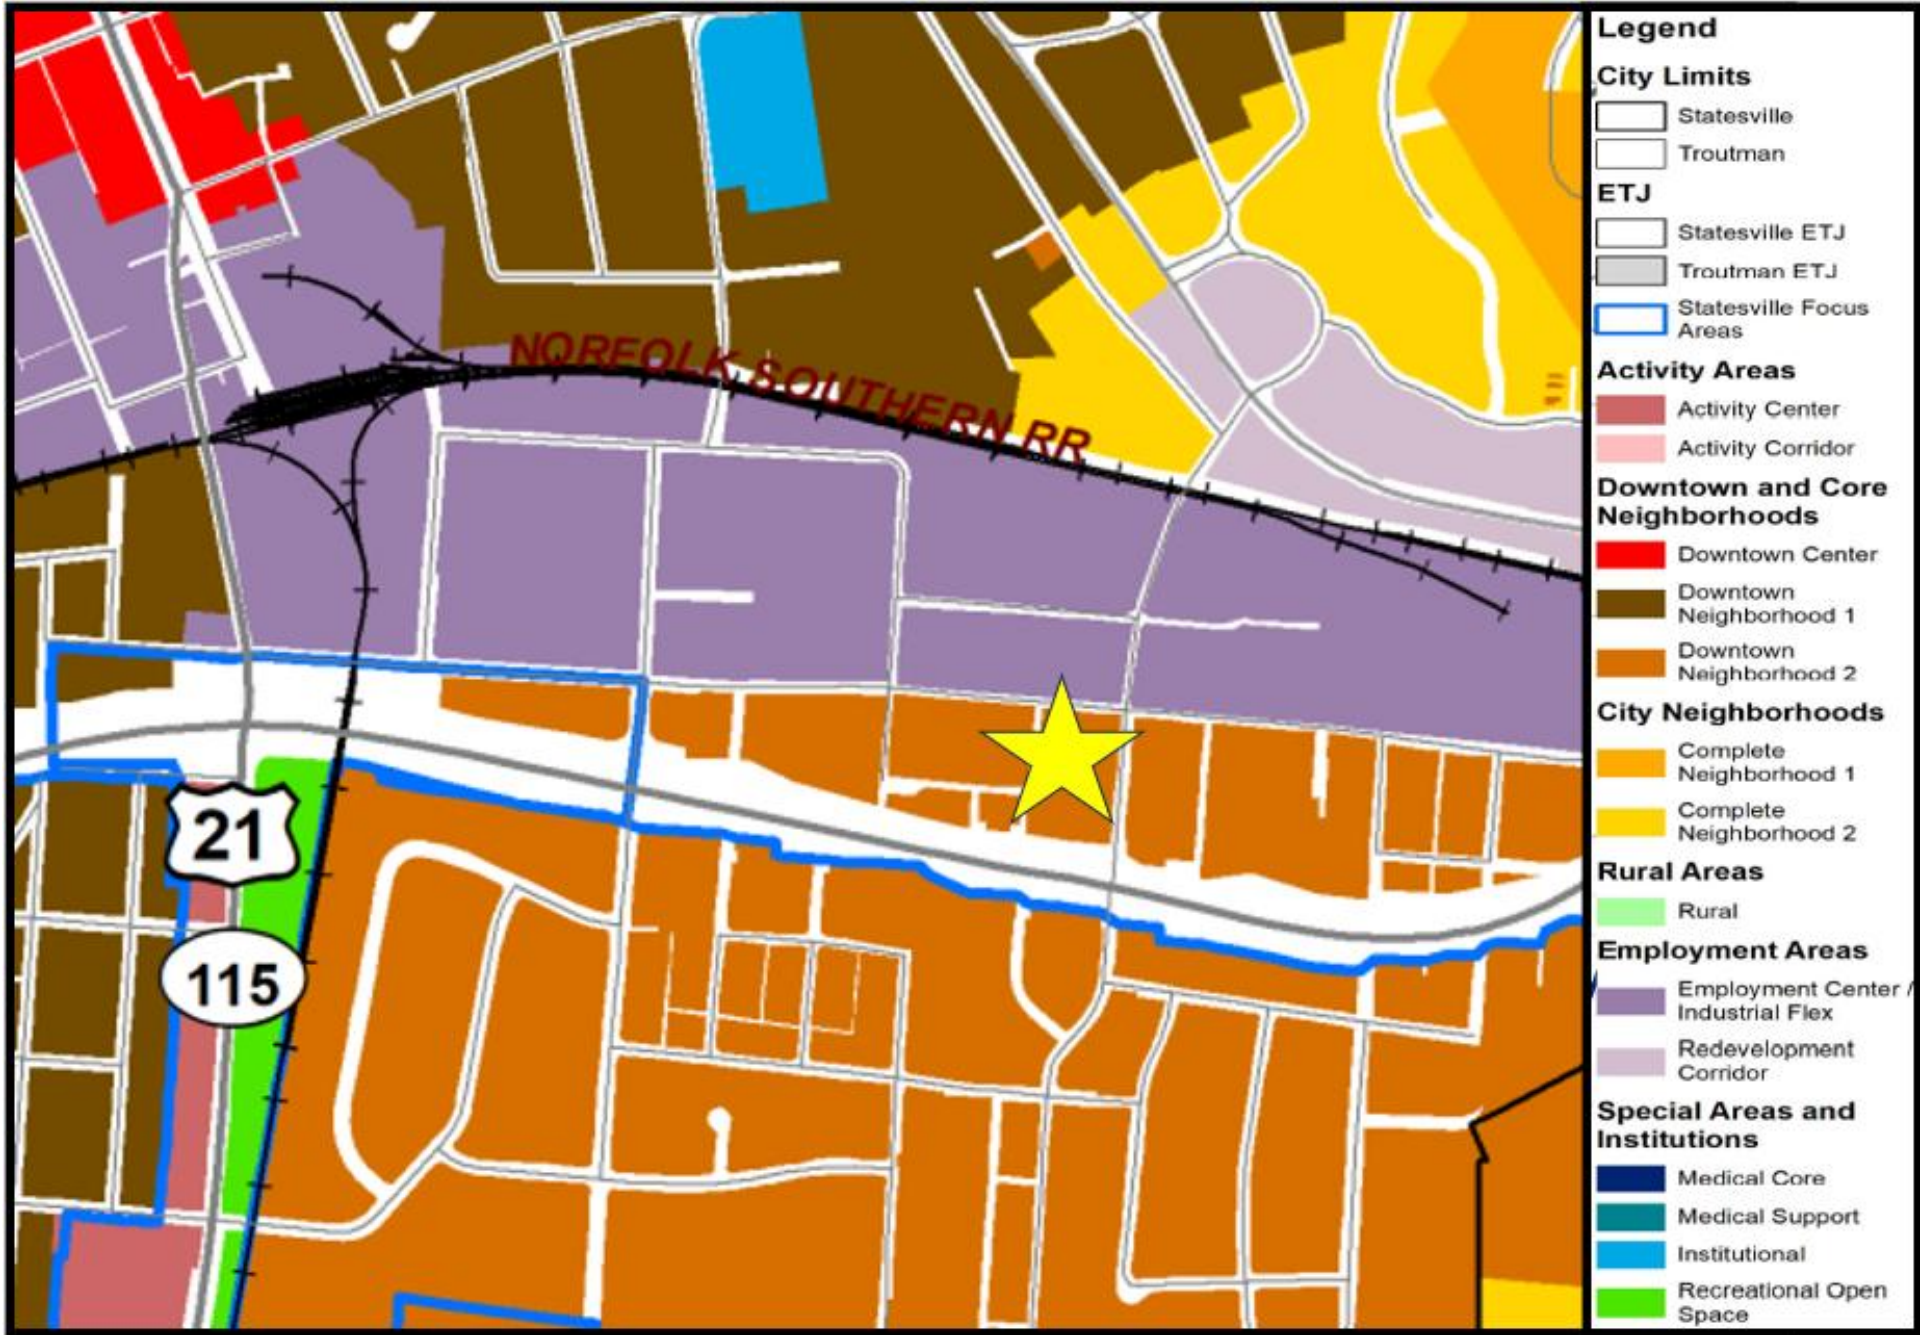 NORFOLK SOUTHERN RR
21
115
Legend
City Limits
Statesville
Troutman
ETJ
Statesville ETJ
Troutman ETJ
Statesville Focus
Areas
Activity Areas
Activity Center
Activity Corridor
Downtown and Core
Neighborhoods
Downtown Center
Downtown
Neighborhood 1
Downtown
Neighborhood 2
City Neighborhoods
Complete
Neighborhood 1
Complete
Neighborhood 2
Rural Areas
Rural
Employment Areas
Employment Center /
Industrial Flex
Redevelopment
Corridor
Special Areas and
Institutions
Medical Core
Medical Support
Institutional
Recreational Open
Space